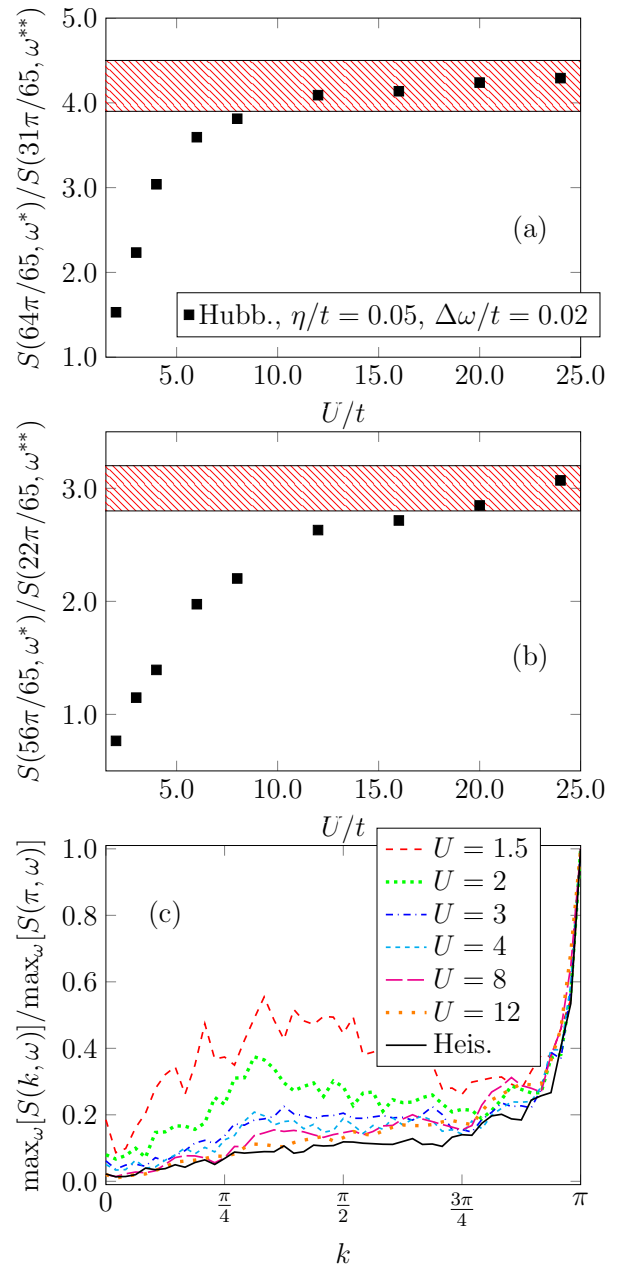 S(64π/65, ω*)/S(31π/65, ω**)
5.0
4.0
3.0
2.0
1.0
(a)
Hubb., η/t = 0.05, Δω/t = 0.02
5.0 10.0 15.0 20.0 25.0
U/t
S(56π/65, ω*)/S(22π/65, ω**)
3.0
2.0
1.0
(b)
5.0 10.0 15.0 20.0 25.0
U/t
max_ω[S(k, ω)]/max_ω[S(π, ω)]
1.0
0.8
0.6
0.4
0.2
0.0
(c)
U = 1.5
U = 2
U = 3
U = 4
U = 8
U = 12
Heis.
0 π/4 π/2 3π/4 π
k